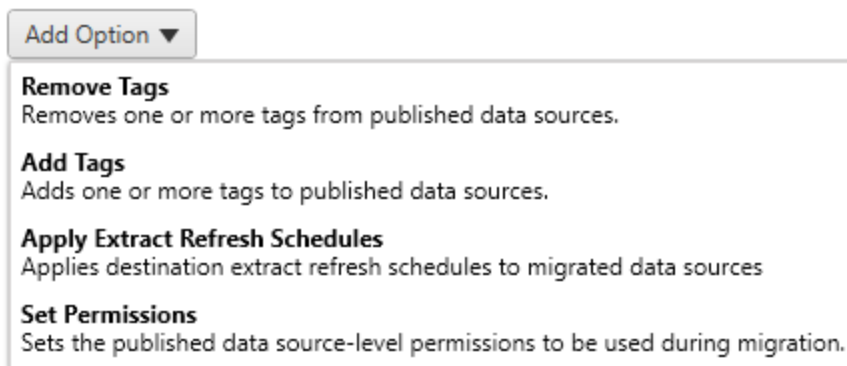 Add Option ▼
Remove Tags
Removes one or more tags from published data sources.
Add Tags
Adds one or more tags to published data sources.
Apply Extract Refresh Schedules
Applies destination extract refresh schedules to migrated data sources
Set Permissions
Sets the published data source-level permissions to be used during migration.